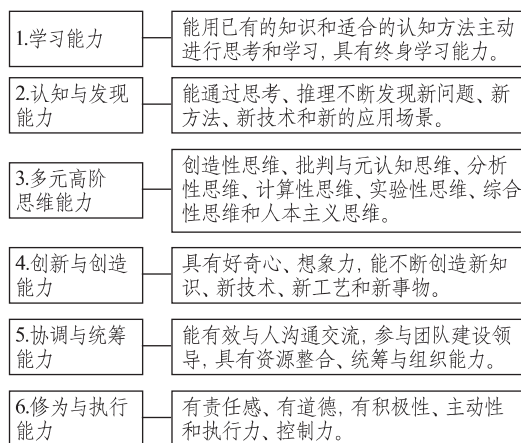 1.学习能力
能用已有的知识和适合的认知方法主动
进行思考和学习, 具有终身学习能力。
2.认知与发现
能力
能通过思考、推理不断发现新问题、新
方法、新技术和新的应用场景。
3.多元高阶
思维能力
创造性思维、批判与元认知思维、分析
性思维、计算性思维、实验性思维、综合
性思维和人本主义思维。
4.创新与创造
能力
具有好奇心、想象力, 能不断创造新知
识、新技术、新工艺和新事物。
5.协调与统筹
能力
能有效与人沟通交流, 参与团队建设领
导, 具有资源整合、统筹与组织能力。
6.修为与执行
能力
有责任感、有道德, 有积极性、主动性
和执行力、控制力。